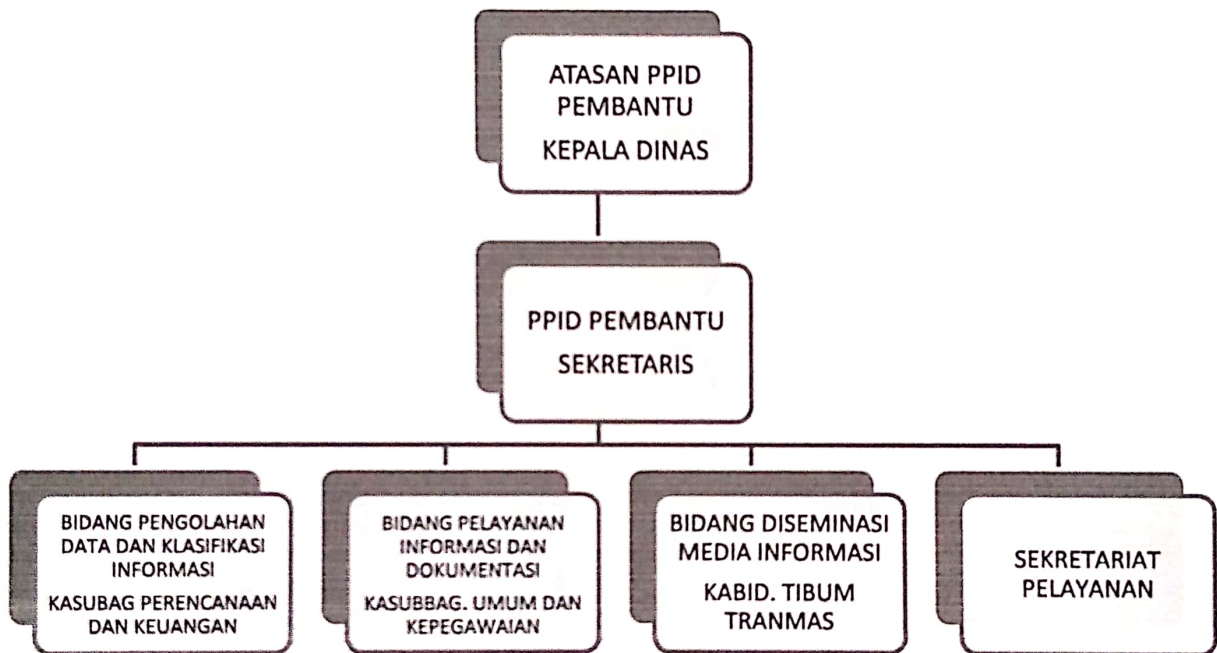 ATASAN PPID
PEMBANTU
KEPALA DINAS
PPID PEMBANTU
SEKRETARIS
BIDANG PENGOLAHAN
DATA DAN KLASIFIKASI
INFORMASI
KASUBAG PERENCANAAN
DAN KEUANGAN
BIDANG PELAYANAN
INFORMASI DAN
DOKUMENTASI
KASUBBAG. UMUM DAN
KEPEGAWAIAN
BIDANG DISEMINASI
MEDIA INFORMASI
KABID. TIBUM
TRANMAS
SEKRETARIAT
PELAYANAN